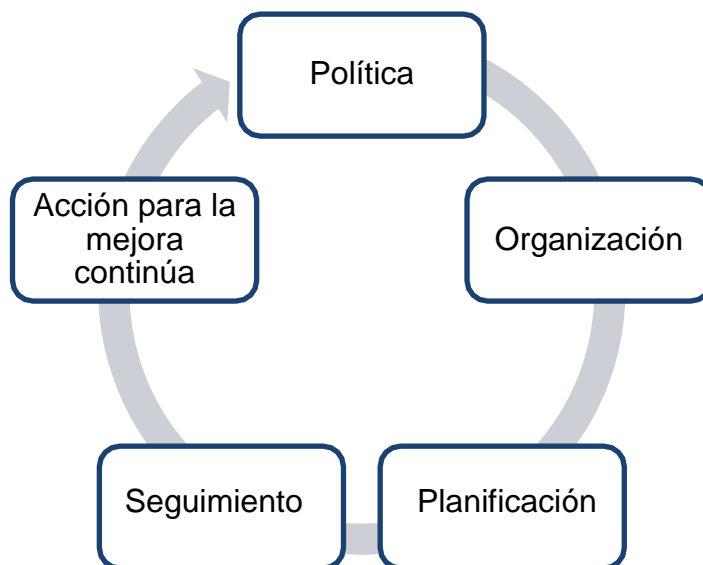 Política
Organización
Planificación
Seguimiento
Acción para la
mejora
continúa